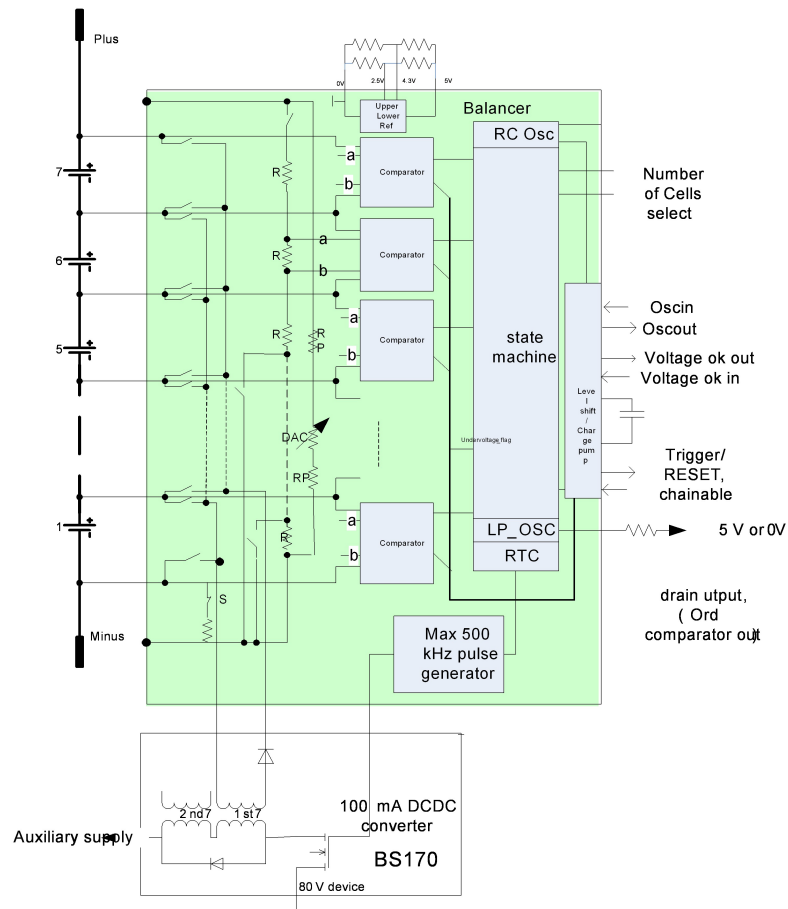 Plus
0V
2.5V
4.3V
5V
Upper
Lower
Ref
Balancer
RC Osc
a
b
Comparator
R
7
Number
of Cells
select
a
b
Comparator
R
6
a
b
Comparator
R
R
P
5
state
machine
Oscin
Oscout
Voltage ok out
Voltage ok in
Leve
l
shift
/
Char
ge
pum
p
DAC
Undervoltage_flag
RP
Trigger/
RESET,
chainable
1
a
b
Comparator
R
LP_OSC
RTC
5 V or 0V
S
drain utput,
( Ord
comparator out)
Minus
Max 500
kHz pulse
generator
2 nd7
1 st7
100 mA DCDC
converter
BS170
Auxiliary supply
80 V device